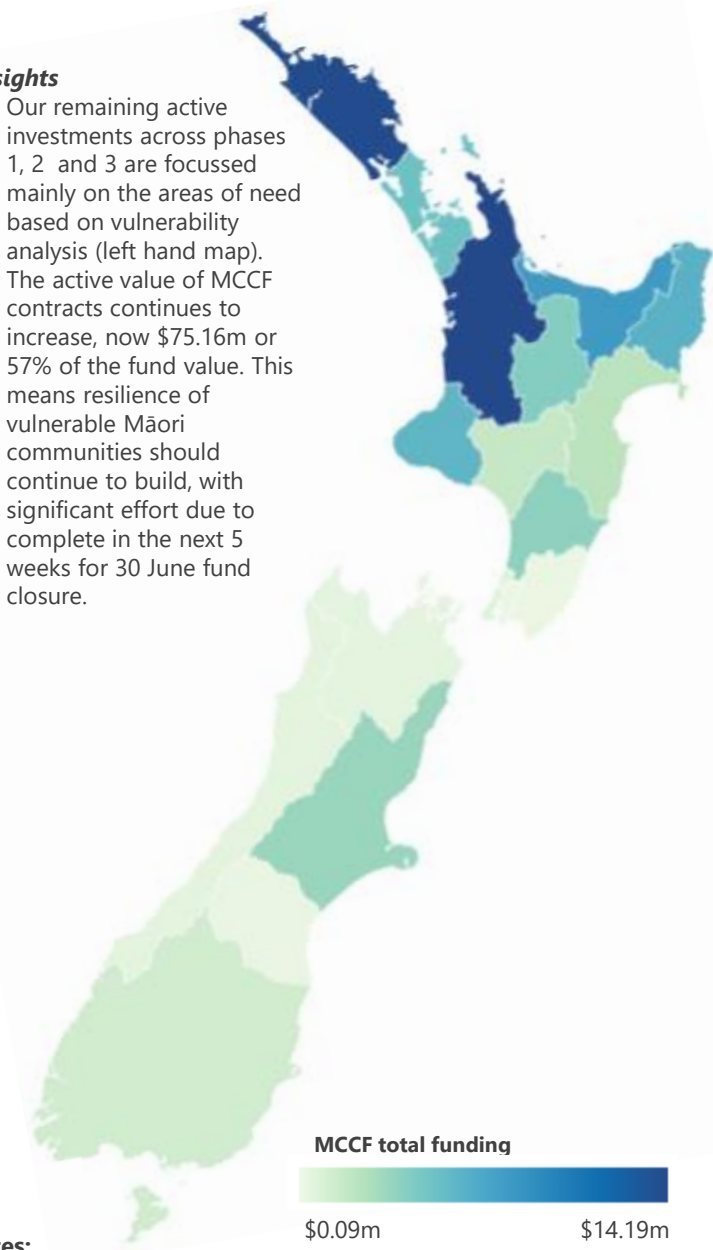 sights
Our remaining active
investments across phases
1, 2 and 3 are focussed
mainly on the areas of need
based on vulnerability
analysis (left hand map).
The active value of MCCF
contracts continues to
increase, now $75.16m or
57% of the fund value. This
means resilience of
vulnerable Māori
communities should
continue to build, with
significant effort due to
complete in the next 5
weeks for 30 June fund
closure.
MCCF total funding
$0.09m $14.19m
es: